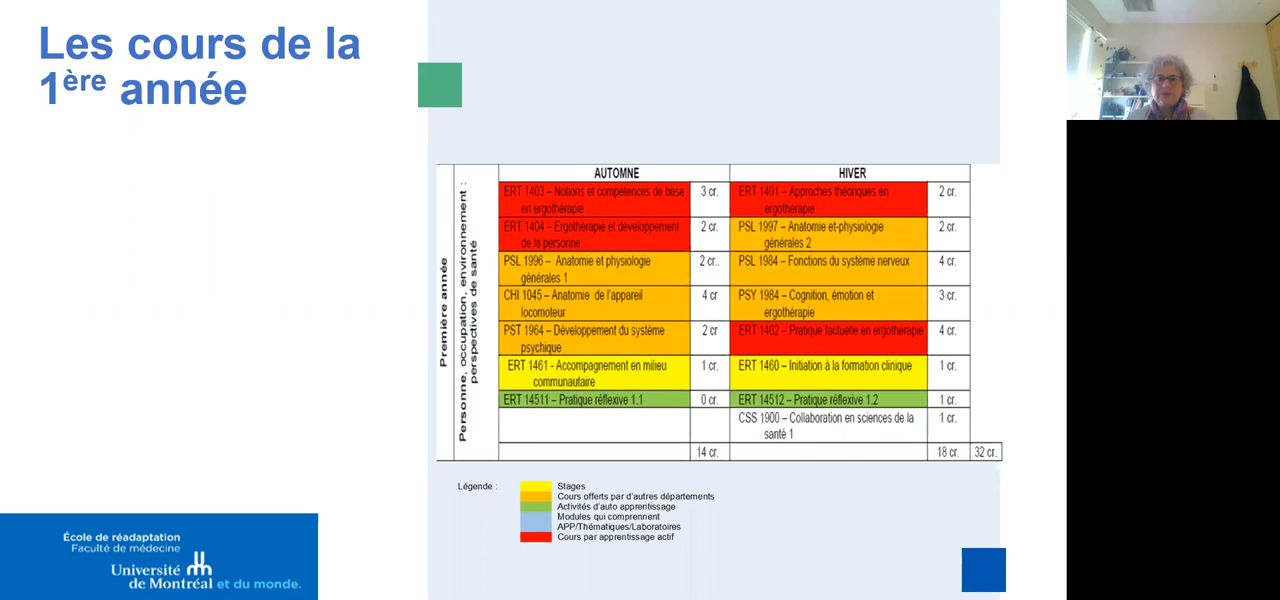 Les cours de la
1ère année
AUTOMNE
HIVER
Première année
Personne, occupation, environnement :
perspectives de santé
ERT 1403 – Notions et compétences de base
en ergothérapie
3 cr.
ERT 1401 – Approches théoriques en
ergothérapie
2 cr.
ERT 1404 – Ergothérapie et développement
de la personne
2 cr.
PSL 1997 – Anatomie et-physiologie
générales 2
2 cr.
PSL 1996 – Anatomie et physiologie
générales 1
2 cr..
PSL 1984 – Fonctions du système nerveux
4 cr.
CHI 1045 – Anatomie de l'appareil
locomoteur
4 cr
PSY 1984 – Cognition, émotion et
ergothérapie
3 cr.
PST 1964 – Développement du système
psychique
2 cr
ERT 1402 – Pratique factuelle en ergothérapie
4 cr.
ERT 1461 - Accompagnement en milieu
communautaire
1 cr.
ERT 1460 – Initiation à la formation clinique
1 cr.
ERT 14511 – Pratique réflexive 1.1
0 cr.
ERT 14512 – Pratique réflexive 1.2
1 cr.
CSS 1900 – Collaboration en sciences de la
santé 1
1 cr.
14 cr.
18 cr.
32 cr.
Légende :
Stages
Cours offerts par d'autres départements
Activités d'auto apprentissage
Modules qui comprennent
APP/Thématiques/Laboratoires
Cours par apprentissage actif
École de réadaptation
Faculté de médecine
Université
de Montréal et du monde.